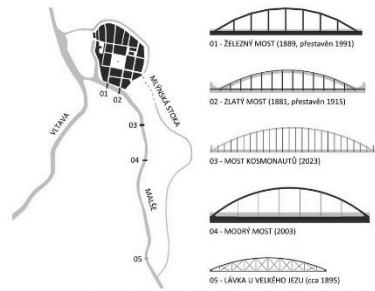 01
02
03
04
05
VLTAVA
MALŠE
MLÝNSKÁ STOKA
01 - ŽELEZNÝ MOST (1889, přestavěn 1991)
02 - ZLATÝ MOST (1881, přestavěn 1915)
03 - MOST KOSMONAUTŮ (2023)
04 - MODRÝ MOST (2003)
05 - LÁVKA U VELKÉHO JEZU (cca 1895)